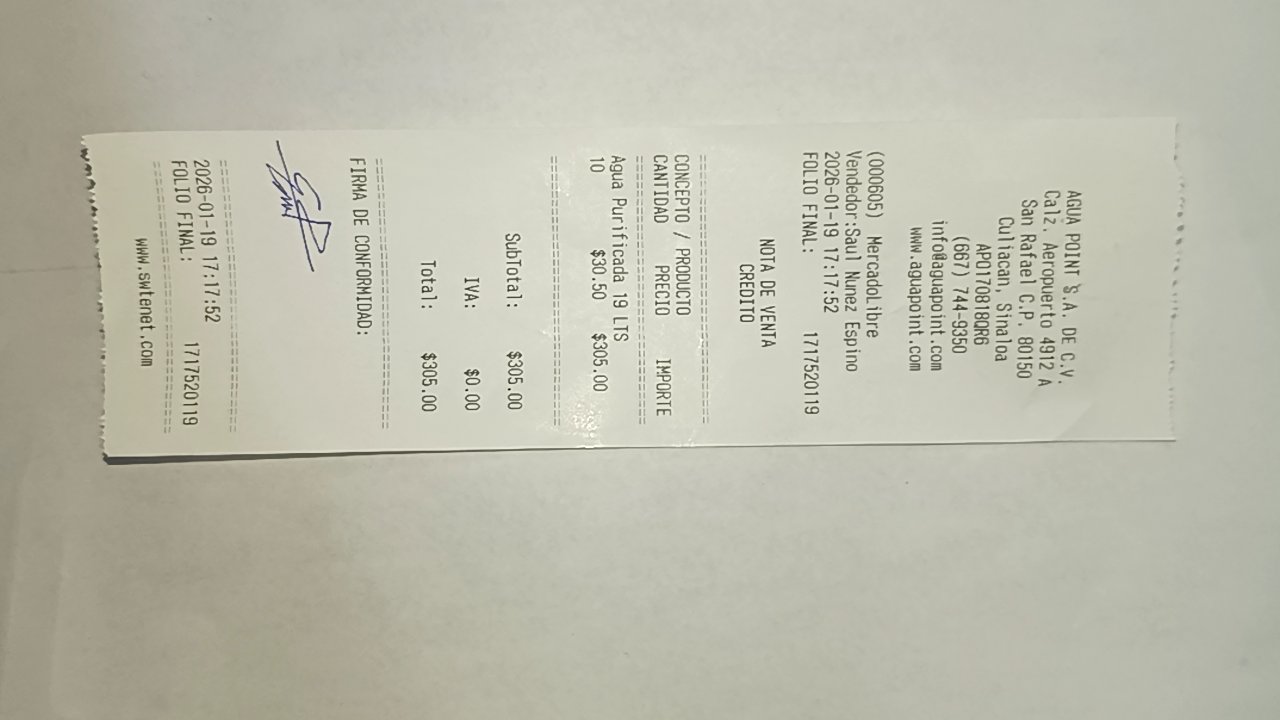 AGUA POINT S.A. DE C.V.
Calz. Aeropuerto 4912 A
San Rafael C.P. 80150
Culiacan, Sinaloa
APO170818QR6
(667) 744-9350
info@aguapoint.com
www.aguapoint.com
(000605) MercadoLibre
Vendedor:Saul Nunez Espino
2026-01-19 17:17:52
FOLIO FINAL: 1717520119
NOTA DE VENTA
CREDITO
CONCEPTO / PRODUCTO
CANTIDAD PRECIO IMPORTE
Agua Purificada 19 LTS
10 $30.50 $305.00
SubTotal: $305.00
IVA: $0.00
Total: $305.00
FIRMA DE CONFORMIDAD:
2026-01-19 17:17:52
FOLIO FINAL: 1717520119
www.swtenet.com